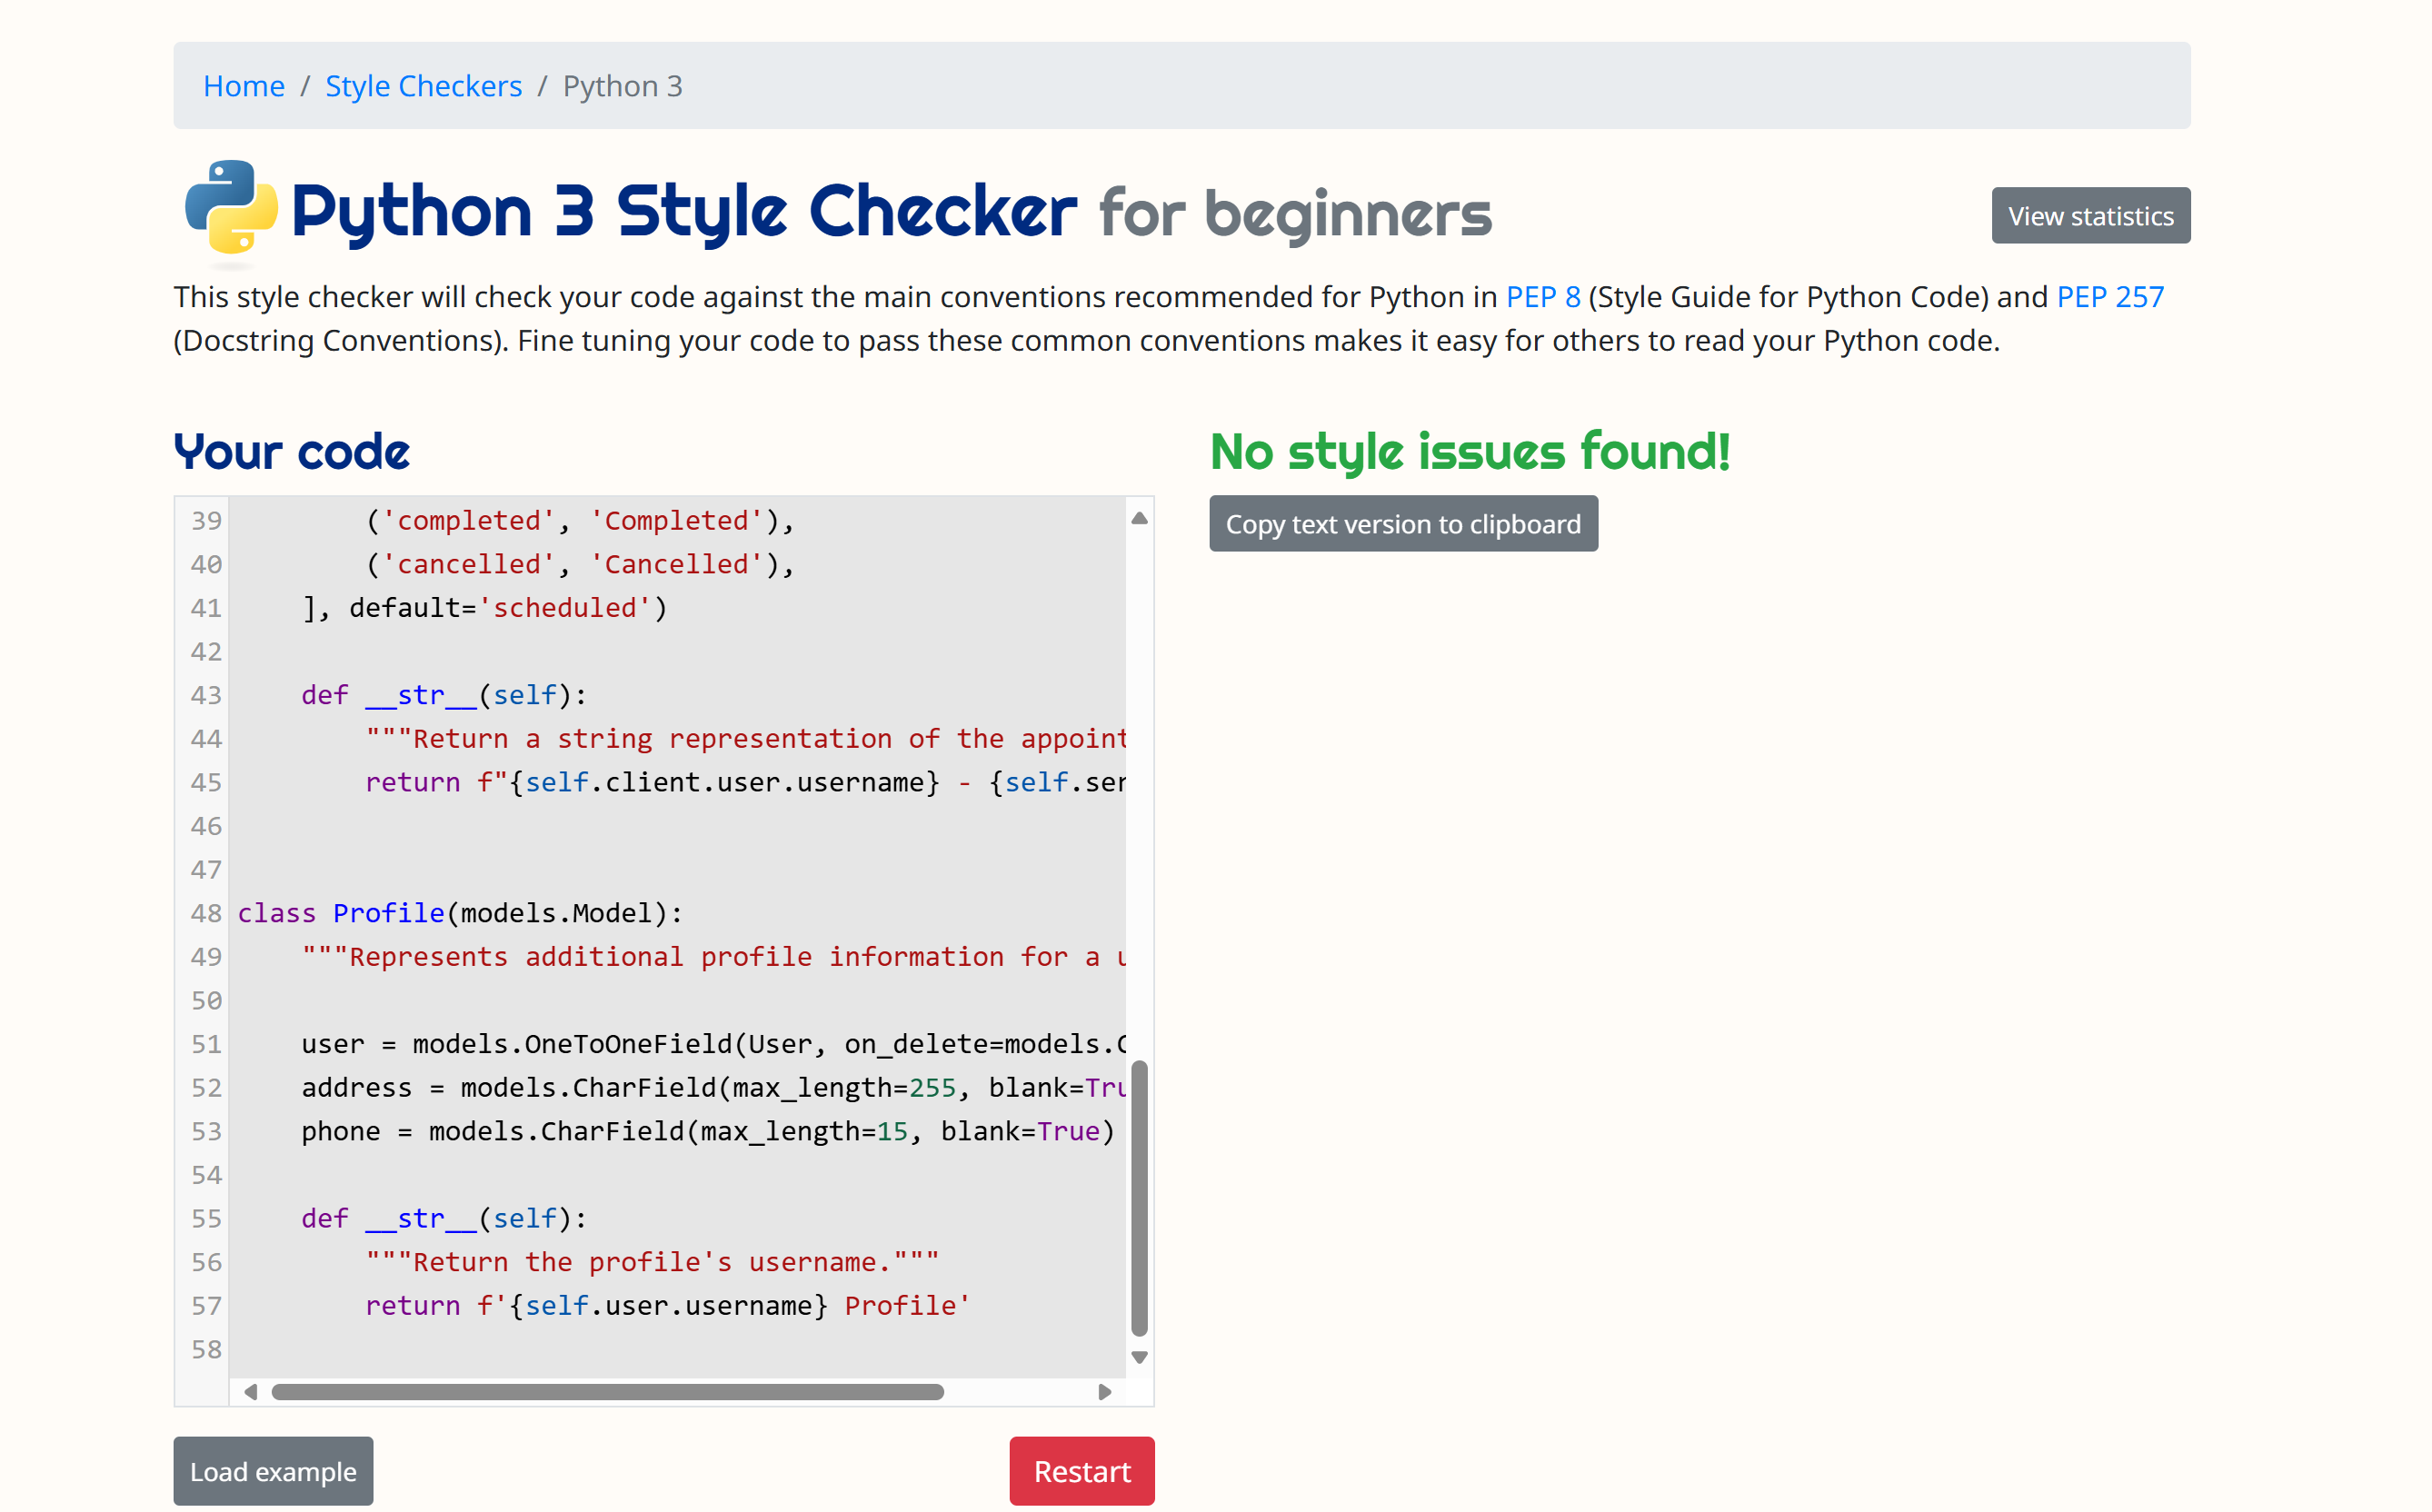 Home / Style Checkers / Python 3
Python 3 Style Checker for beginners
View statistics
This style checker will check your code against the main conventions recommended for Python in PEP 8 (Style Guide for Python Code) and PEP 257
(Docstring Conventions). Fine tuning your code to pass these common conventions makes it easy for others to read your Python code.
Your code
39         ('completed', 'Completed'),
40         ('cancelled', 'Cancelled'),
41     ], default='scheduled')
42
43     def __str__(self):
44         """Return a string representation of the appoint
45         return f"{self.client.user.username} - {self.ser
46
47
48 class Profile(models.Model):
49     """Represents additional profile information for a u
50
51     user = models.OneToOneField(User, on_delete=models.C
52     address = models.CharField(max_length=255, blank=Tru
53     phone = models.CharField(max_length=15, blank=True)
54
55     def __str__(self):
56         """Return the profile's username."""
57         return f'{self.user.username} Profile'
58
Load example
Restart
No style issues found!
Copy text version to clipboard